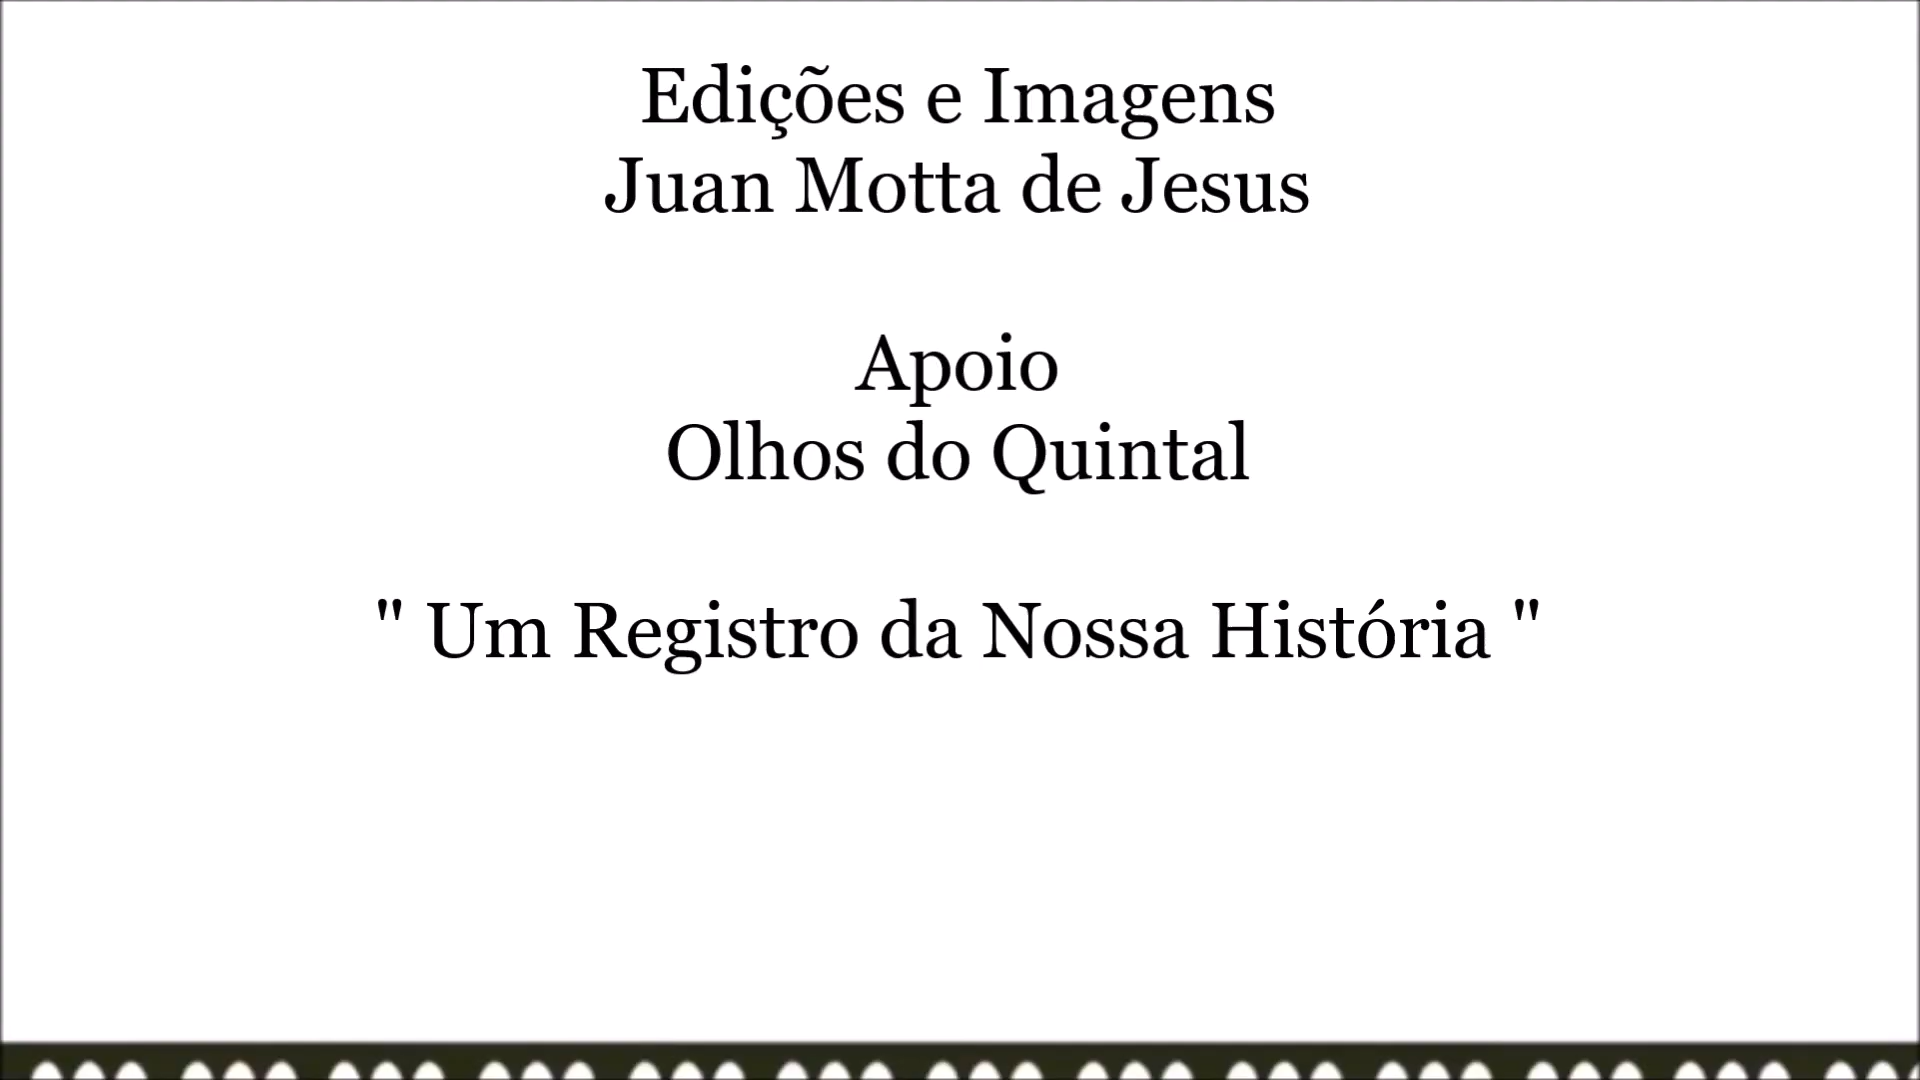 Edições e Imagens
Juan Motta de Jesus
Apoio
Olhos do Quintal
" Um Registro da Nossa História "